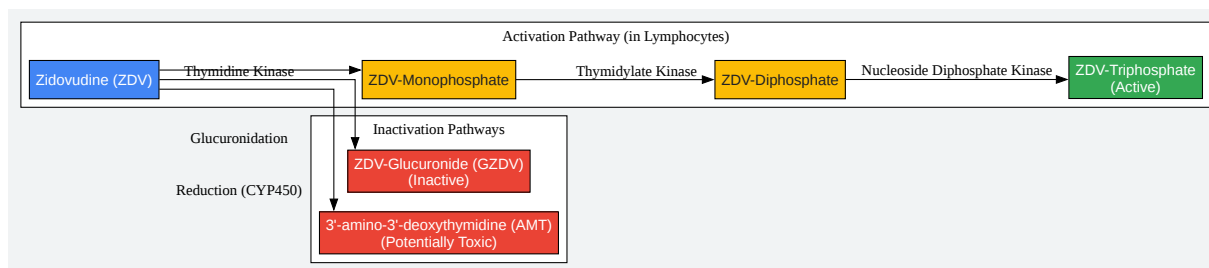 Activation Pathway (in Lymphocytes)
Zidovudine (ZDV)
Thymidine Kinase
ZDV-Monophosphate
Thymidylate Kinase
ZDV-Diphosphate
Nucleoside Diphosphate Kinase
ZDV-Triphosphate
(Active)
Glucuronidation
Inactivation Pathways
ZDV-Glucuronide (GZDV)
(Inactive)
Reduction (CYP450)
3'-amino-3'-deoxythymidine (AMT)
(Potentially Toxic)